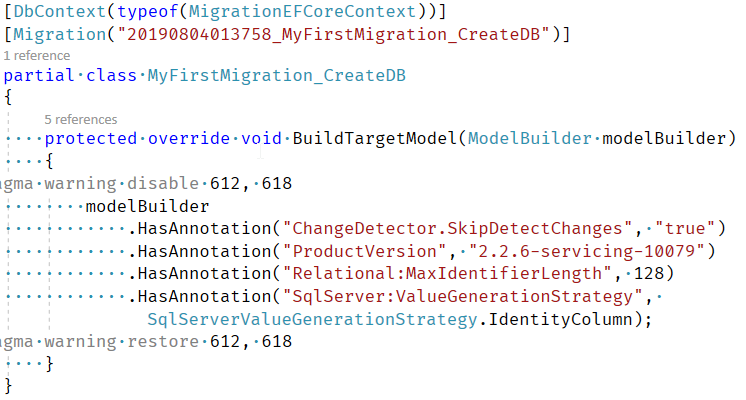 [DbContext(typeof(MigrationEFCoreContext))]
[Migration("20190804013758_MyFirstMigration_CreateDB")]
1 reference
partial class MyFirstMigration_CreateDB
{
5 references
protected override void BuildTargetModel(ModelBuilder modelBuilder)
{
agma warning disable 612, 618
modelBuilder
.HasAnnotation("ChangeDetector.SkipDetectChanges", "true")
.HasAnnotation("ProductVersion", "2.2.6-servicing-10079")
.HasAnnotation("Relational:MaxIdentifierLength", 128)
.HasAnnotation("SqlServer:ValueGenerationStrategy",
SqlServerValueGenerationStrategy.IdentityColumn);
agma warning restore 612, 618
}
}